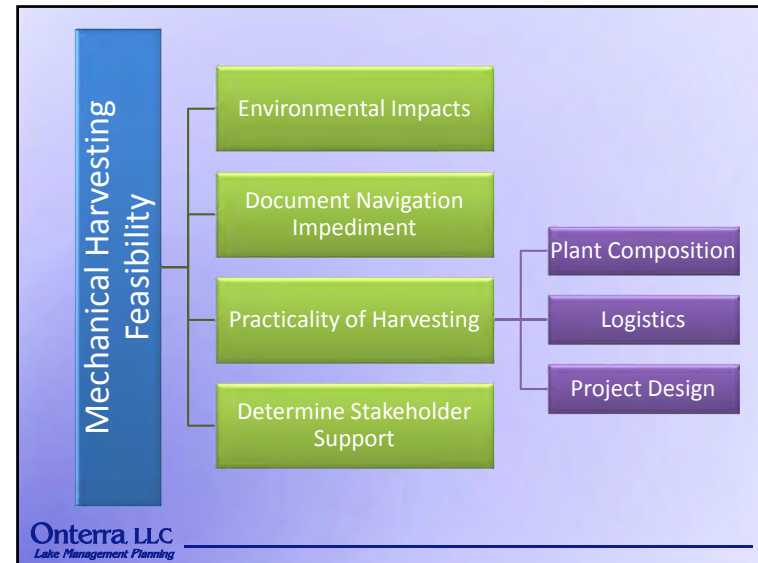 Mechanical Harvesting
Feasibility
Environmental Impacts
Document Navigation
Impediment
Practicality of Harvesting
Determine Stakeholder
Support
Plant Composition
Logistics
Project Design
Onterra, LLC
Lake Management Planning